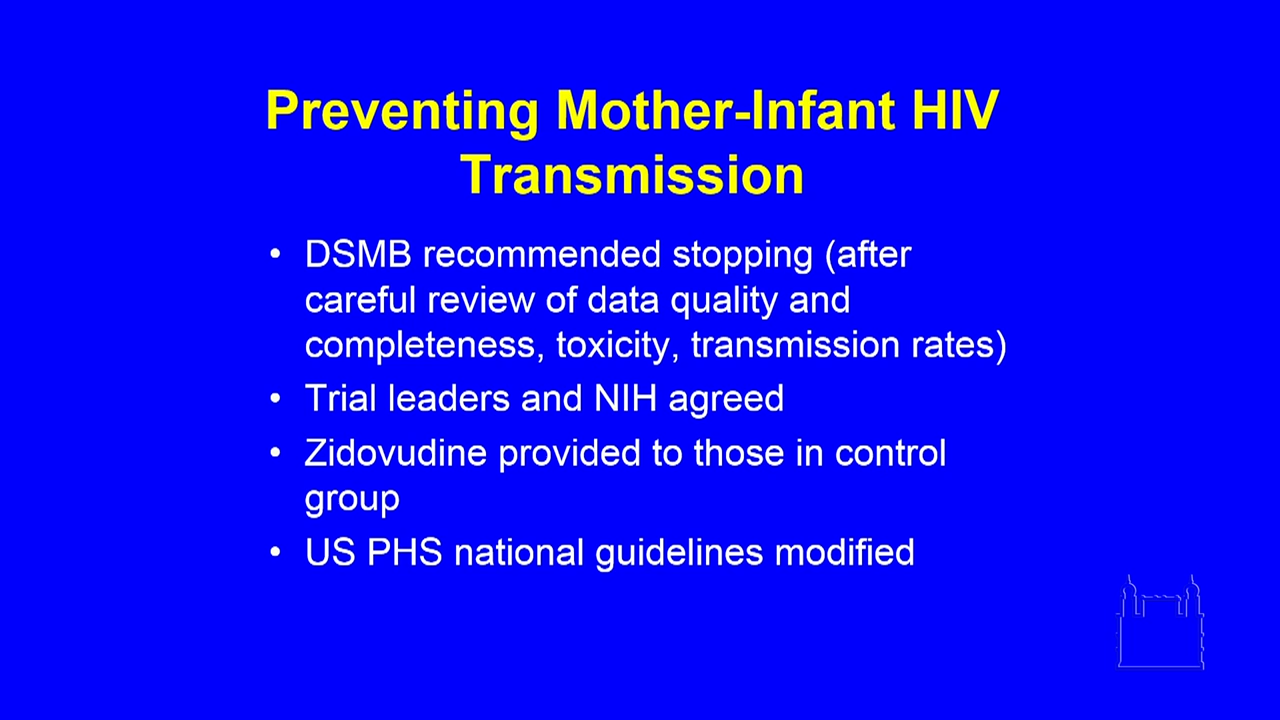 Preventing Mother-Infant HIV
Transmission
• DSMB recommended stopping (after
careful review of data quality and
completeness, toxicity, transmission rates)
• Trial leaders and NIH agreed
• Zidovudine provided to those in control
group
• US PHS national guidelines modified